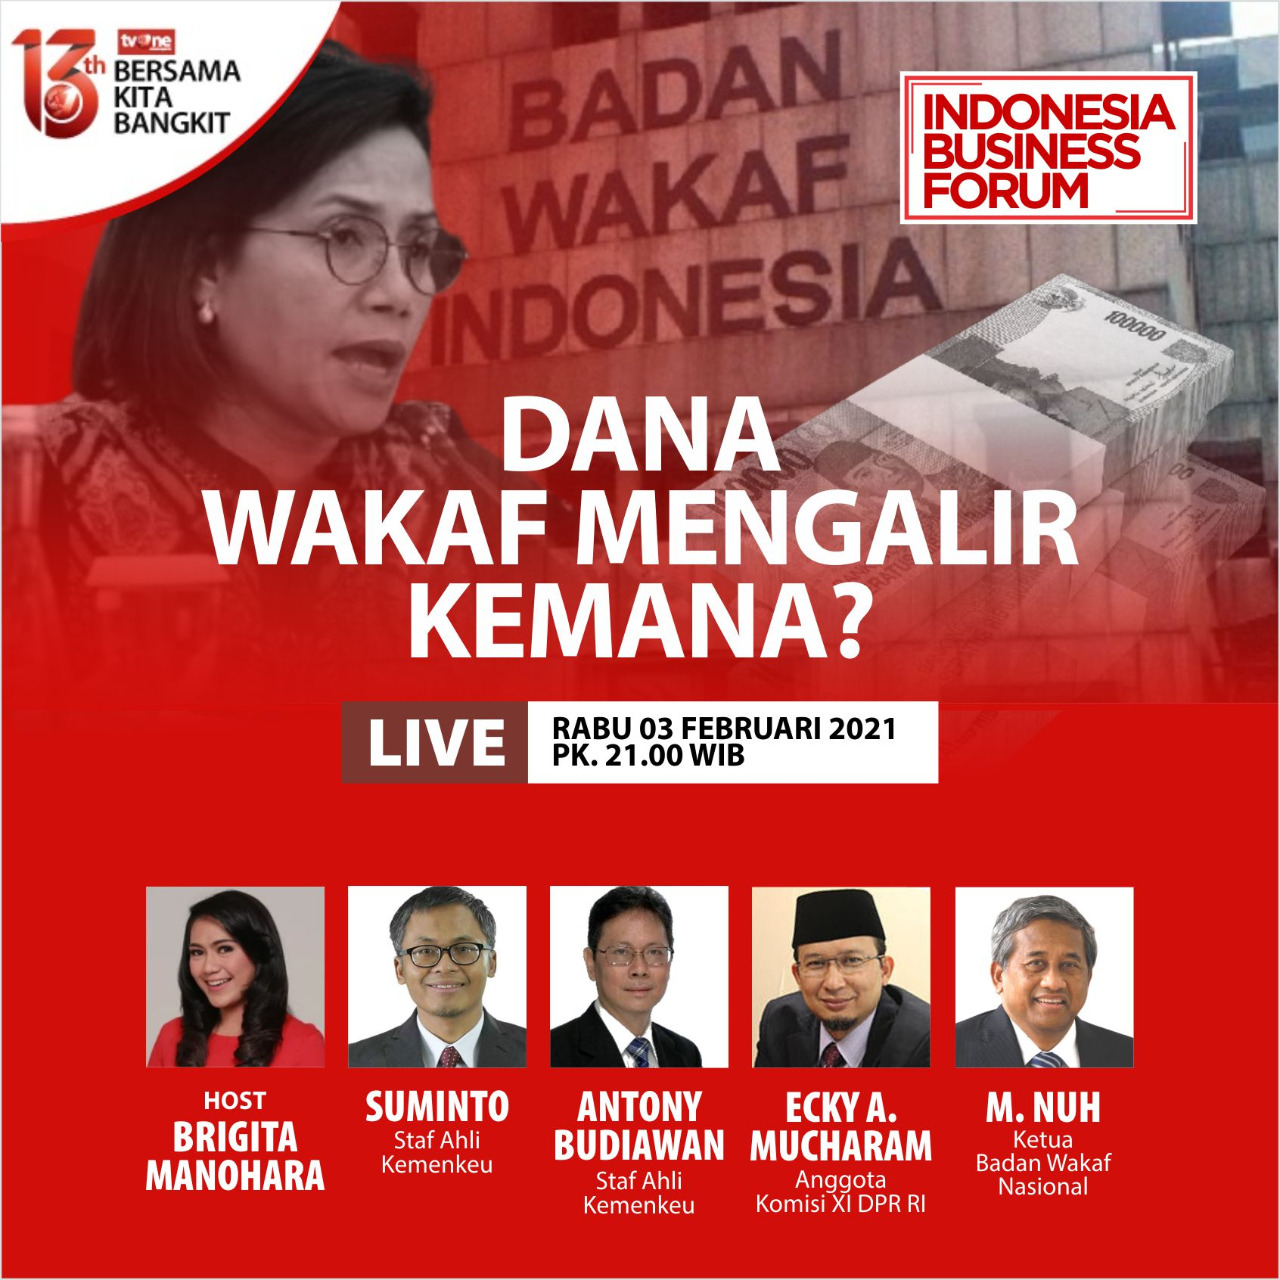 13th
tvOne
BERSAMA
KITA
BANGKIT
BADAN
WAKAF
INDONESIA
INDONESIA
BUSINESS
FORUM
100000
DANA
WAKAF MENGALIR
KEMANA?
LIVE
RABU 03 FEBRUARI 2021
PK. 21.00 WIB
HOST
BRIGITA
MANOHARA
SUMINTO
Staf Ahli
Kemenkeu
ANTONY
BUDIAWAN
Staf Ahli
Kemenkeu
ECKY A.
MUCHARAM
Anggota
Komisi XI DPR RI
M. NUH
Ketua
Badan Wakaf
Nasional